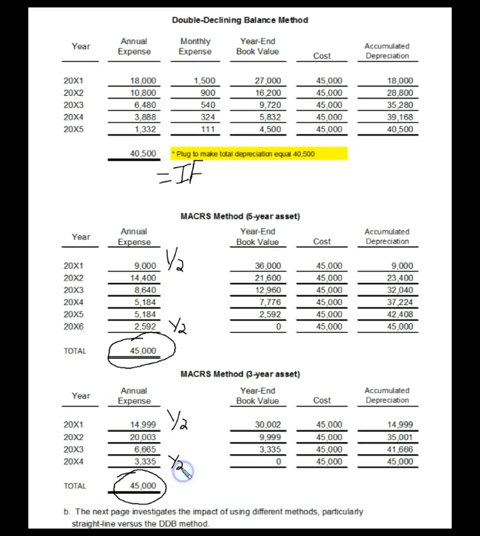 Double-Declining Balance Method
Year Annual Expense Monthly Expense Year-End Book Value Cost Accumulated Depreciation
20X1 18,000 1,500 27,000 45,000 18,000
20X2 10,800 900 16,200 45,000 28,800
20X3 6,480 540 9,720 45,000 35,280
20X4 3,888 324 5,832 45,000 39,168
20X5 1,332 111 4,500 45,000 40,500
40,500 * Plug to make total depreciation equal 40,500
=IF
MACRS Method (5-year asset)
Year Annual Expense Year-End Book Value Cost Accumulated Depreciation
20X1 9,000 1/2 36,000 45,000 9,000
20X2 14,400 21,600 45,000 23,400
20X3 8,640 12,960 45,000 32,040
20X4 5,184 7,776 45,000 37,224
20X5 5,184 2,592 45,000 42,408
20X6 2,592 1/2 0 45,000 45,000
TOTAL 45,000
MACRS Method (3-year asset)
Year Annual Expense Year-End Book Value Cost Accumulated Depreciation
20X1 14,999 1/2 30,002 45,000 14,999
20X2 20,003 9,999 45,000 35,001
20X3 6,665 3,335 45,000 41,666
20X4 3,335 1/2 0 45,000 45,000
TOTAL 45,000
b. The next page investigates the impact of using different methods, particularly
straight-line versus the DDB method.